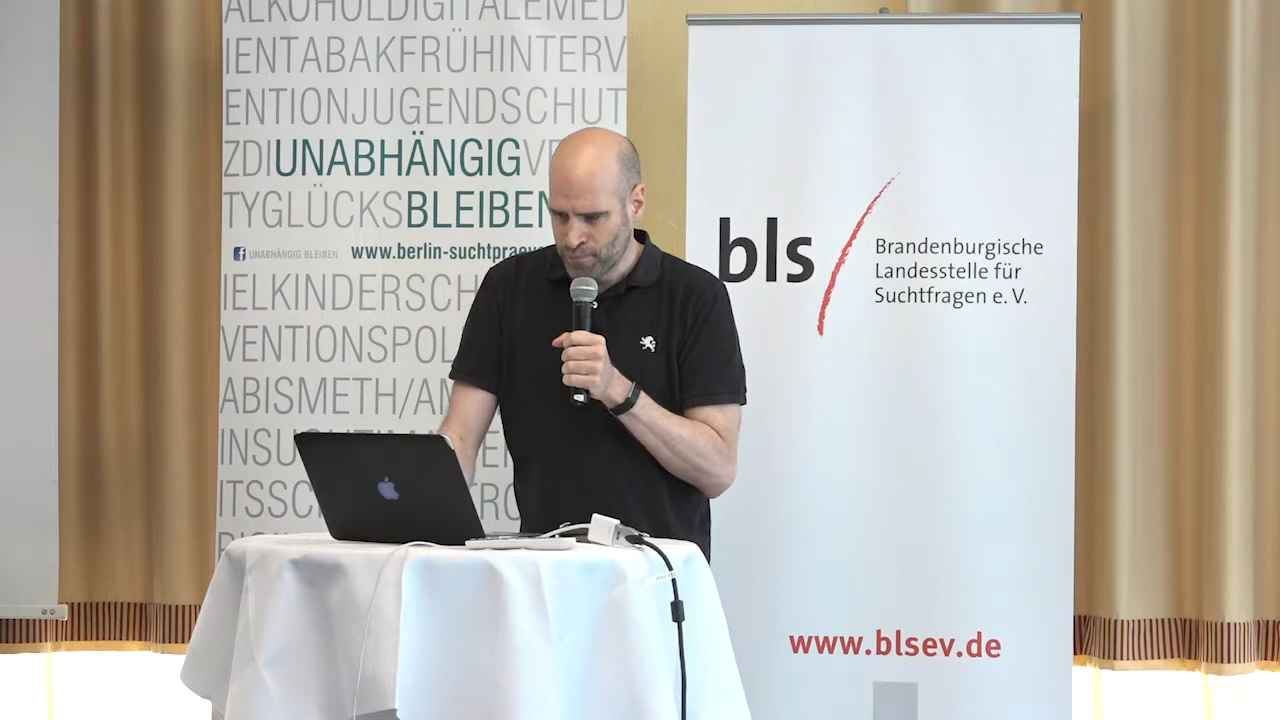 ALKOHOLDIGITALEMED
IENTABAKFRÜHINTERV
ENTIONJUGENDSCHUT
ZDIUNABHÄNGIGVE
TYGLÜCKSBLEIBEN
UNABHÄNGIG BLEIBEN www.berlin-suchtpraeve
IELKINDERSCH
VENTIONSPOL
ABISMETH/AM
INSU
ITSSC
bls
Brandenburgische
Landesstelle für
Suchtfragen e. V.
www.blsev.de